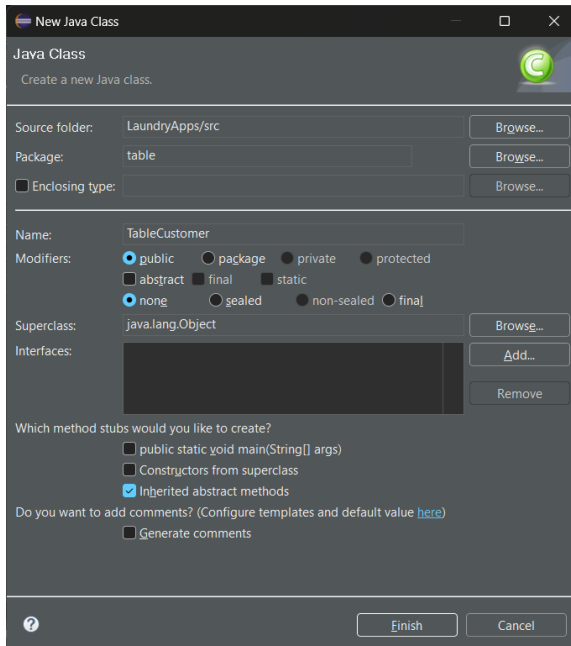 New Java Class
Java Class
Create a new Java class.
C
Source folder: LaundryApps/src Browse...
Package: table Browse...
Enclosing type: Browse...
Name: TableCustomer
Modifiers: public package private protected
abstract final static
none sealed non-sealed final
Superclass: java.lang.Object Browse...
Interfaces: Add...
Remove
Which method stubs would you like to create?
public static void main(String[] args)
Constructors from superclass
Inherited abstract methods
Do you want to add comments? (Configure templates and default value here)
Generate comments
? Finish Cancel